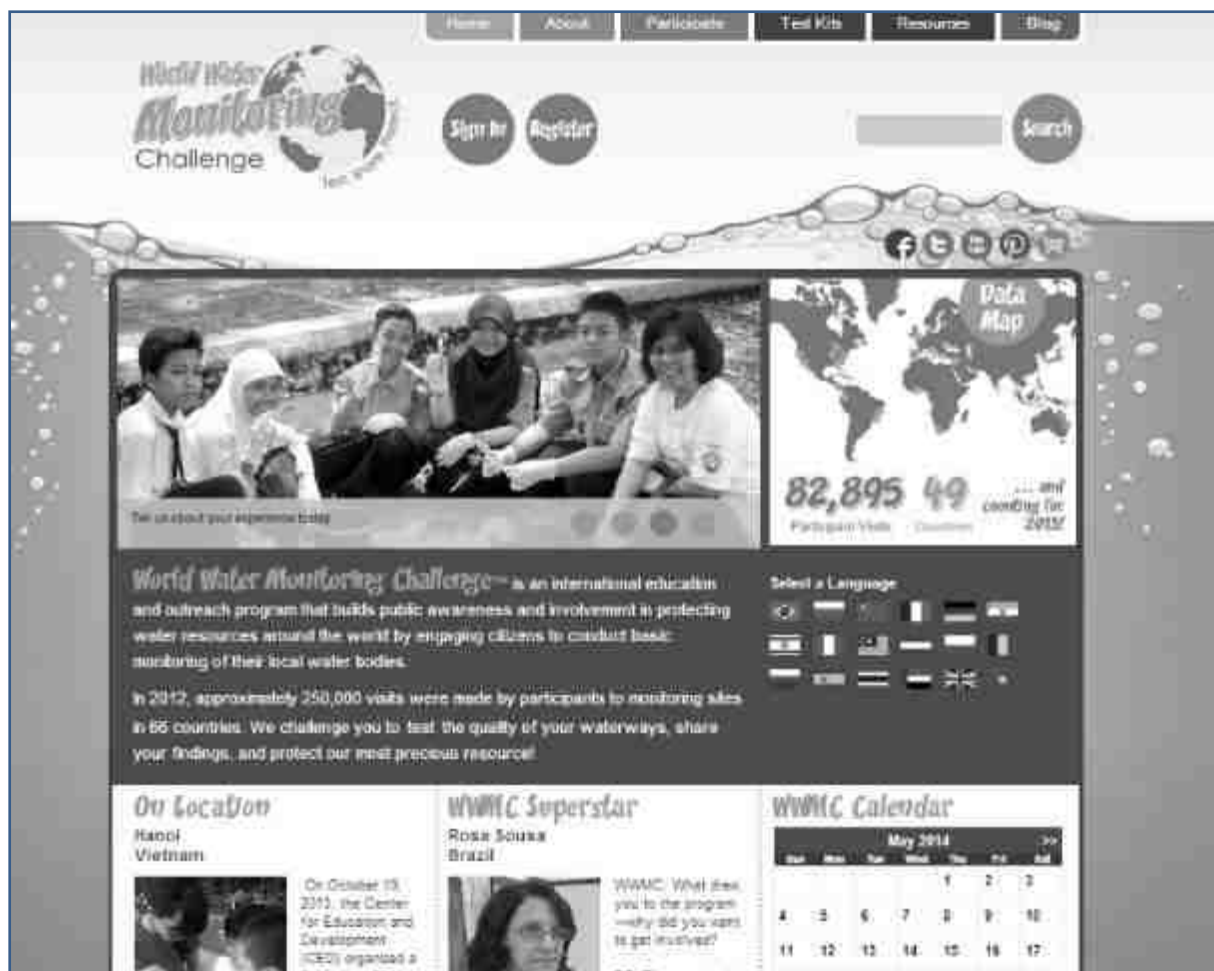 Home About Participate Test Kits Resources Blog
World Water
Monitoring
Challenge
Sign In Register
Search
Data
Map
82,895 49
Participant Visits Countries
... and
counting for
Tell us about your experience today
World Water Monitoring Challenge™ is an international education
and outreach program that builds public awareness and involvement in protecting
water resources around the world by engaging citizens to conduct basic
monitoring of their local water bodies.
In 2012, approximately 250,000 visits were made by participants to monitoring sites
in 66 countries. We challenge you to test the quality of your waterways, share
your findings, and protect our most precious resource!
Select a Language
On Location
Hanoi
Vietnam
On October 19,
2013, the Center
for Education and
Development
(CED) organized a
WWMC Superstar
Rosa Sousa
Brazil
WWMC: What drew
you to the program
—why did you want
to get involved?
WWMC Calendar
May 2014 >>
Sun Mon Tue Wed Thu Fri Sat
1 2 3
4 5 6 7 8 9 10
11 12 13 14 15 16 17